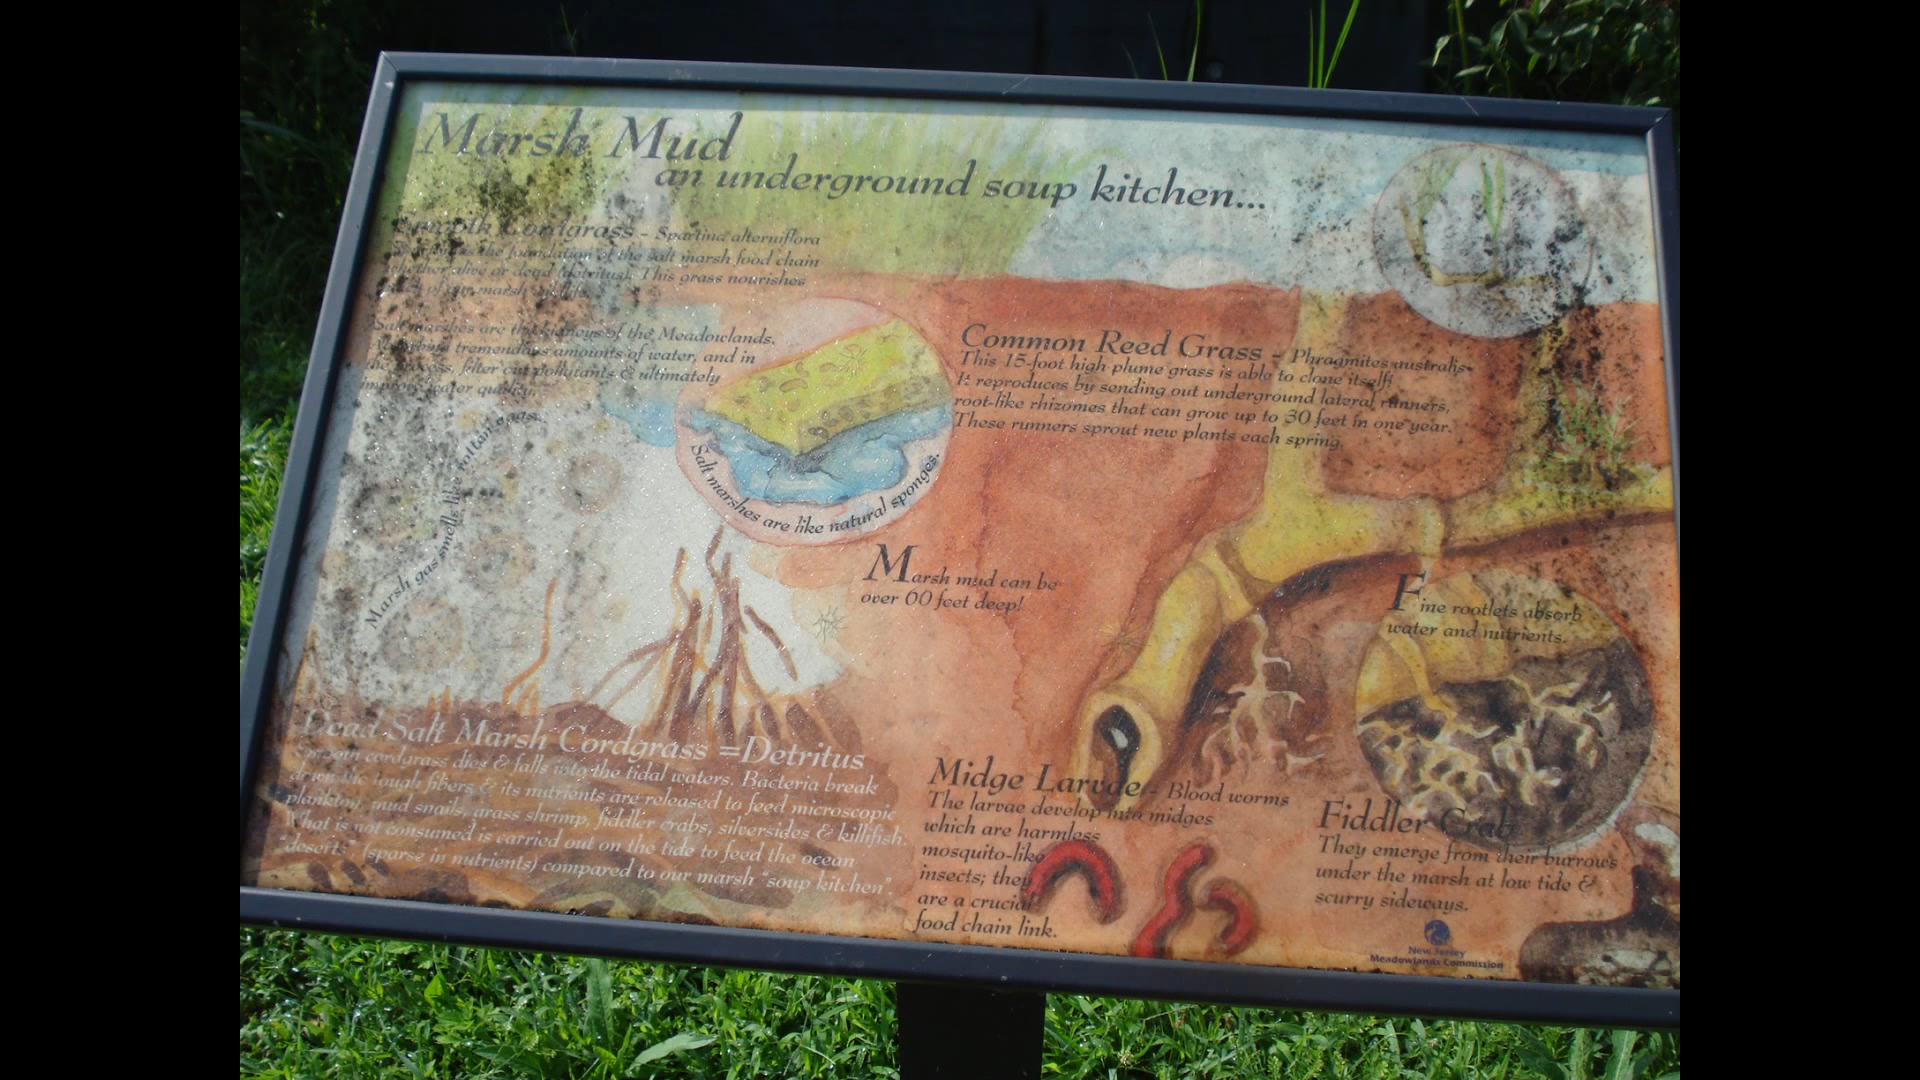 Marsh Mud
an underground soup kitchen...
Smooth Cordgrass - Spartina alterniflora
is the foundation of the salt marsh food chain
whether alive or dead (detritus). This grass nourishes
of our marsh
Salt marshes are the kidneys of the Meadowlands.
tremendous amounts of water, and in
the process, filter out pollutants & ultimately
improve water quality.
Marsh gas smells like rotten eggs.
Salt marshes are like natural sponges.
Common Reed Grass - Phragmites australis-
This 15-foot high plume grass is able to clone itself!
It reproduces by sending out underground lateral runners,
root-like rhizomes that can grow up to 30 feet in one year.
These runners sprout new plants each spring.
Marsh mud can be
over 60 feet deep!
Fine rootlets absorb
water and nutrients.
Dead Salt Marsh Cordgrass =Detritus
Smooth cordgrass dies & falls into the tidal waters. Bacteria break
down the tough fibers & its nutrients are released to feed microscopic
plankton, mud snails, grass shrimp, fiddler crabs, silversides & killifish.
What is not consumed is carried out on the tide to feed the ocean
"deserts" (sparse in nutrients) compared to our marsh "soup kitchen".
Midge Larvae - Blood worms
The larvae develop into midges
which are harmless
mosquito-like
insects; they
are a crucial
food chain link.
Fiddler Crab
They emerge from their burrows
under the marsh at low tide &
scurry sideways.
New Jersey
Meadowlands Commission